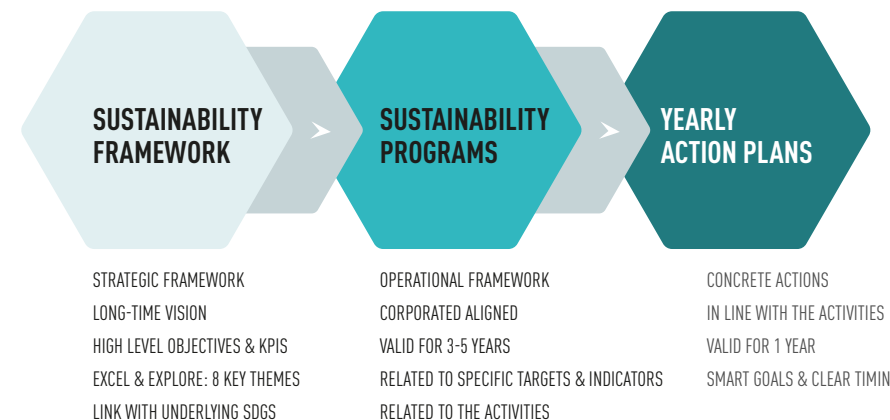 SUSTAINABILITY
FRAMEWORK
SUSTAINABILITY
PROGRAMS
YEARLY
ACTION PLANS
STRATEGIC FRAMEWORK
LONG-TIME VISION
HIGH LEVEL OBJECTIVES & KPIS
EXCEL & EXPLORE: 8 KEY THEMES
LINK WITH UNDERLYING SDGS
OPERATIONAL FRAMEWORK
CORPORATED ALIGNED
VALID FOR 3-5 YEARS
RELATED TO SPECIFIC TARGETS & INDICATORS
RELATED TO THE ACTIVITIES
CONCRETE ACTIONS
IN LINE WITH THE ACTIVITIES
VALID FOR 1 YEAR
SMART GOALS & CLEAR TIMIN